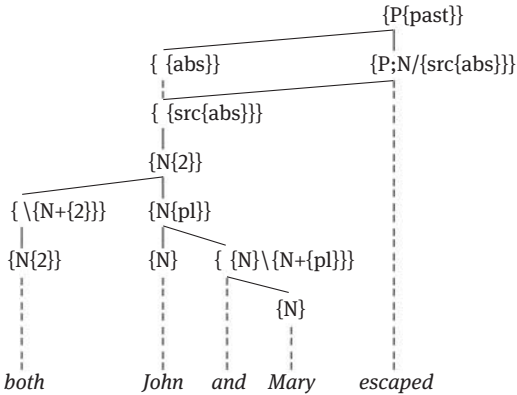 {P{past}}
{ {abs}} {P;N/{src{abs}}}
{ {src{abs}}}
{N{2}}
{ \{N+{2}}} {N{pl}}
{N{2}} {N} { {N}\{N+{pl}}}
{N}
both John and Mary escaped